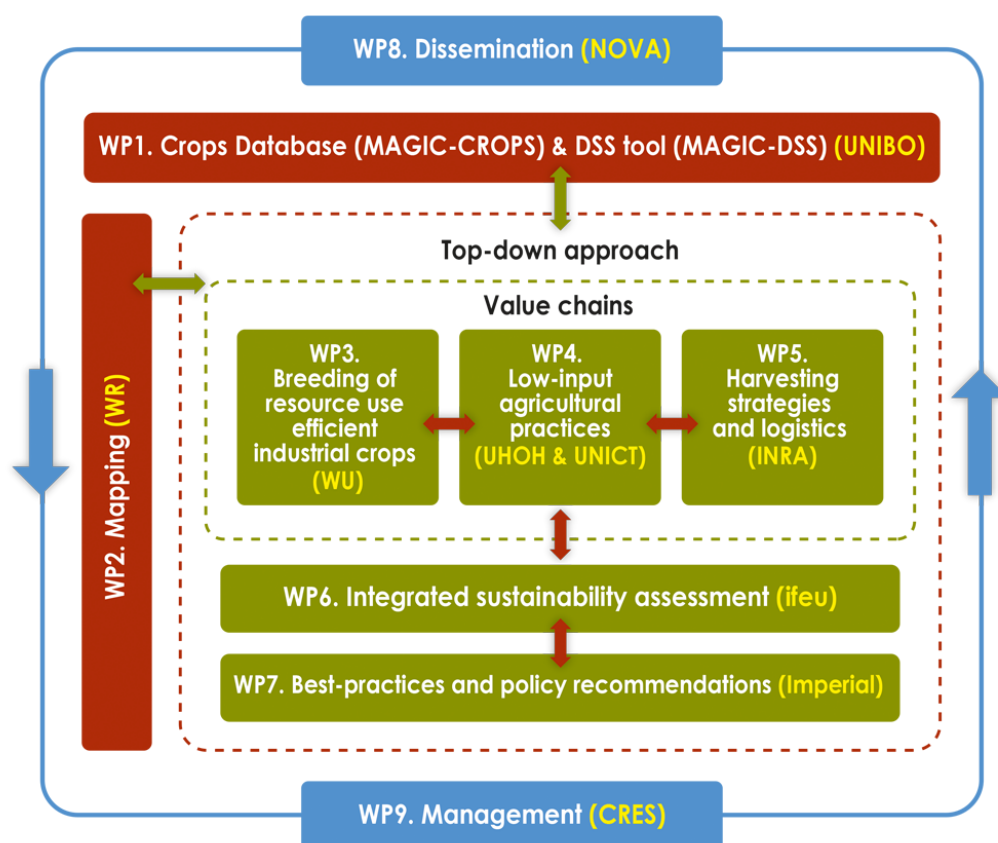 WP8. Dissemination (NOVA)
WP1. Crops Database (MAGIC-CROPS) & DSS tool (MAGIC-DSS) (UNIBO)
WP2. Mapping (WR)
Top-down approach
Value chains
WP3.
Breeding of
resource use
efficient
industrial crops
(WU)
WP4.
Low-input
agricultural
practices
(UHOH & UNICT)
WP5.
Harvesting
strategies
and logistics
(INRA)
WP6. Integrated sustainability assessment (ifeu)
WP7. Best-practices and policy recommendations (Imperial)
WP9. Management (CRES)